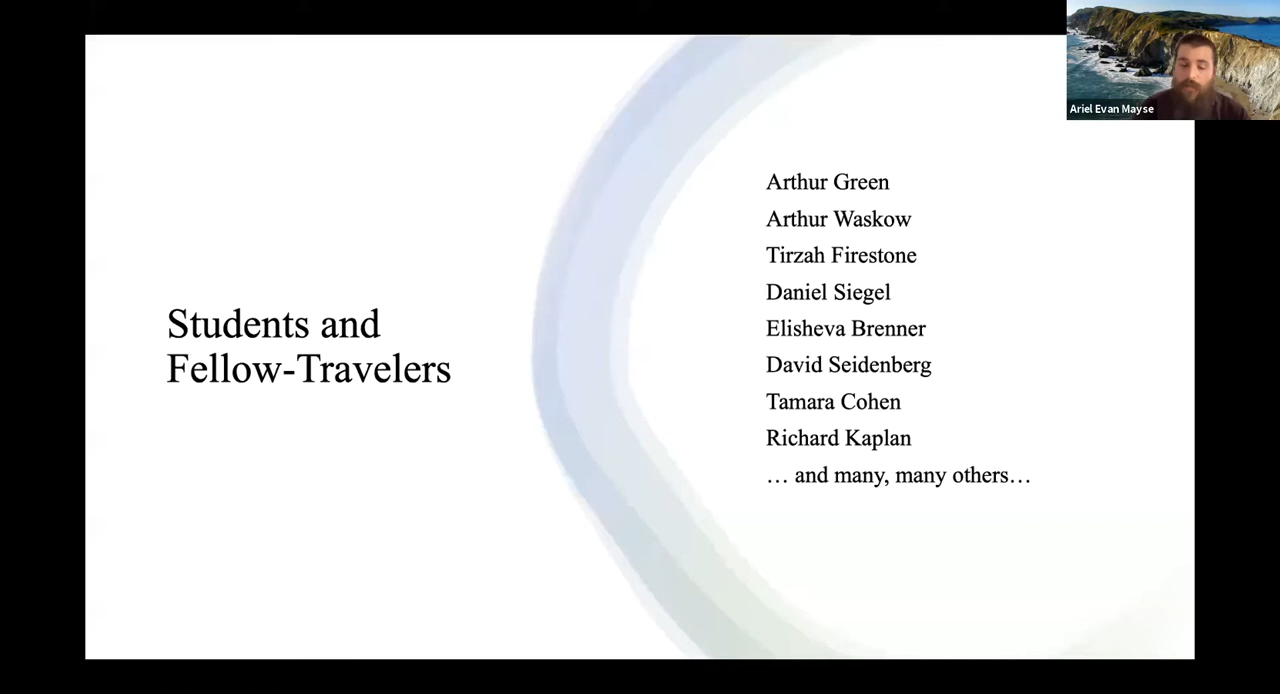 Ariel Evan Mayse
Students and
Fellow-Travelers
Arthur Green
Arthur Waskow
Tirzah Firestone
Daniel Siegel
Elisheva Brenner
David Seidenberg
Tamara Cohen
Richard Kaplan
… and many, many others…